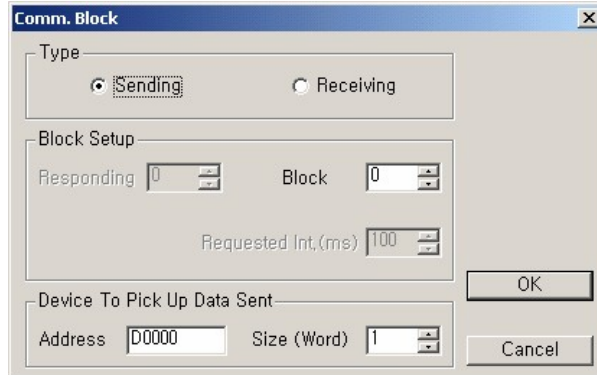 Comm. Block
Type
Sending Receiving
Block Setup
Responding 0 Block 0
Requested Int.(ms) 100
OK
Device To Pick Up Data Sent
Address D0000 Size (Word) 1
Cancel